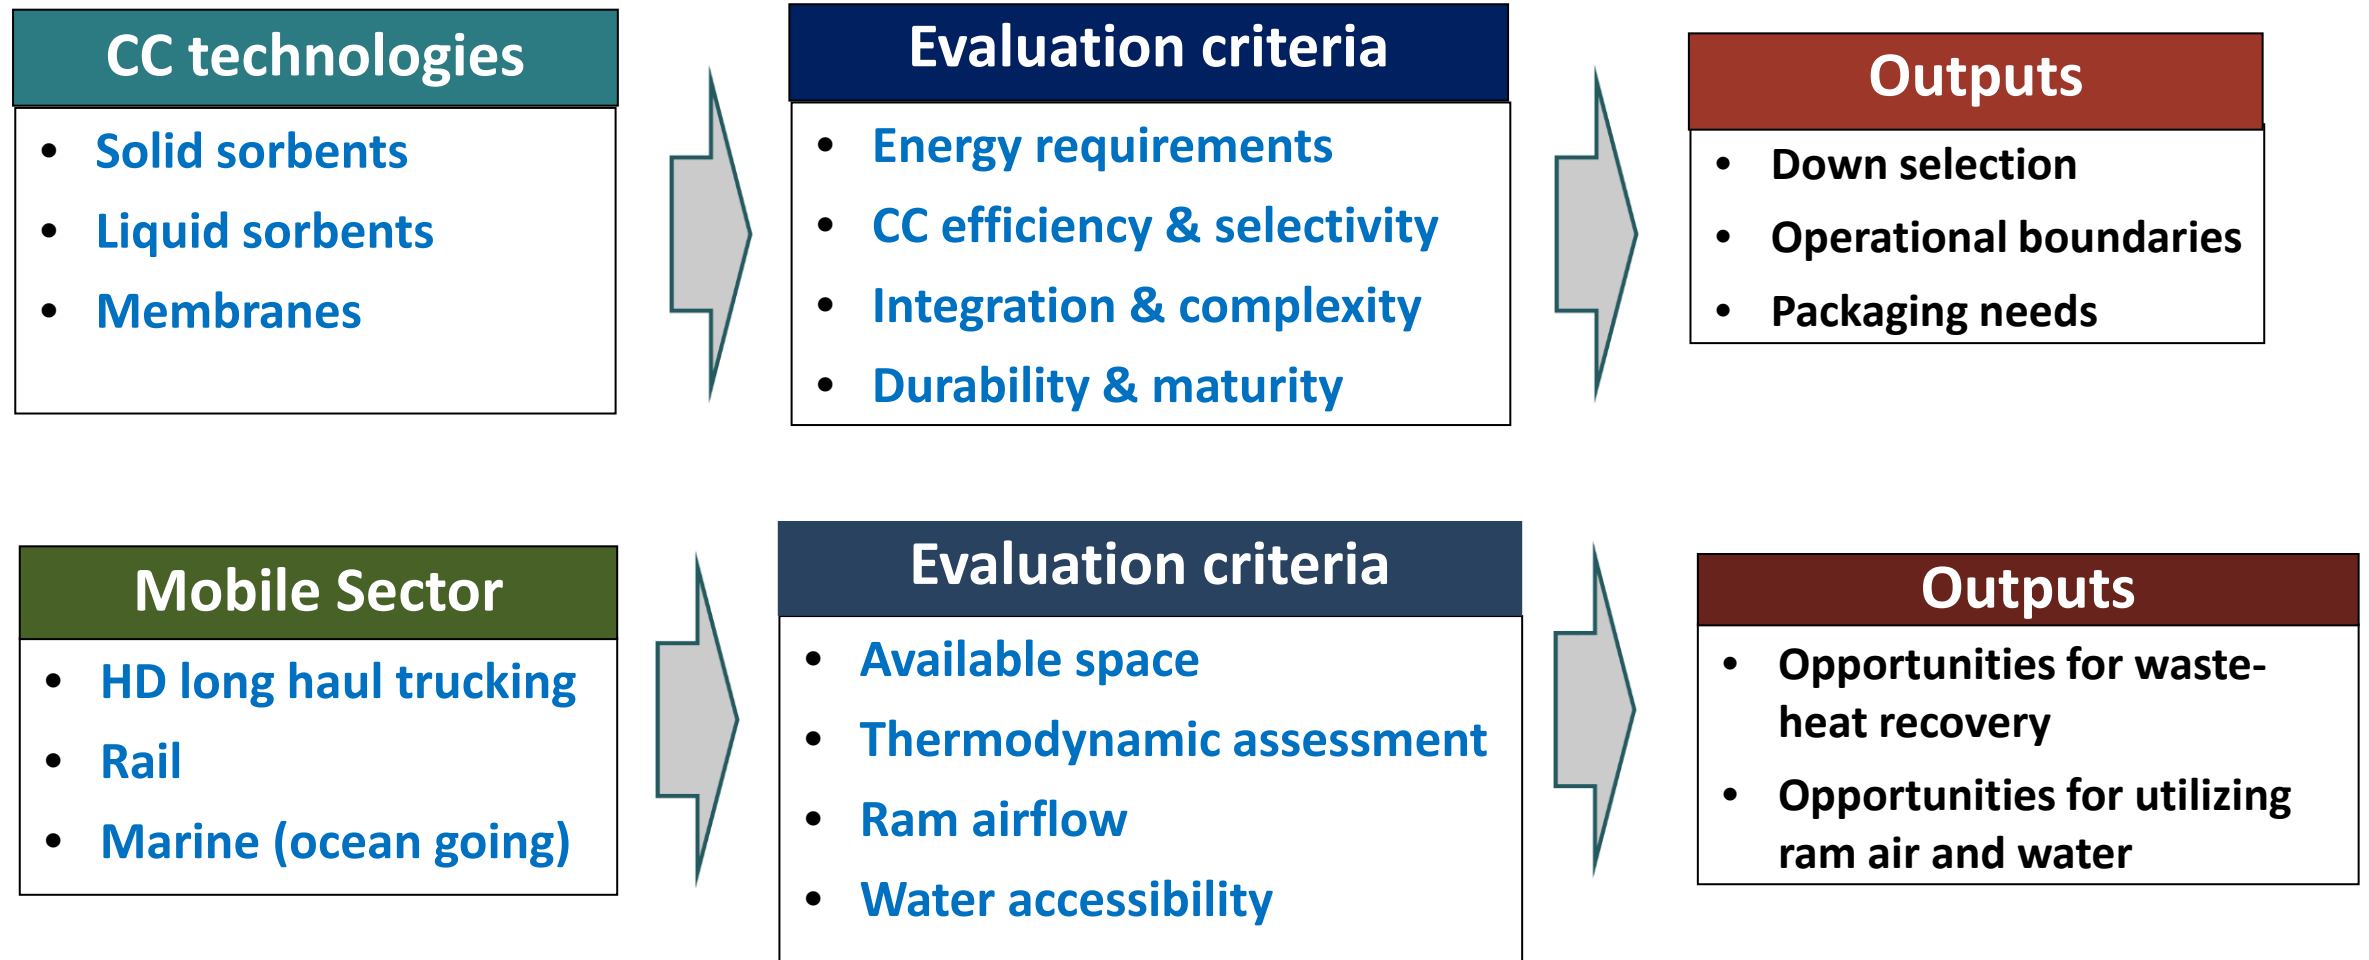 CC technologies
• Solid sorbents
• Liquid sorbents
• Membranes
Evaluation criteria
• Energy requirements
• CC efficiency & selectivity
• Integration & complexity
• Durability & maturity
Outputs
• Down selection
• Operational boundaries
• Packaging needs
Mobile Sector
• HD long haul trucking
• Rail
• Marine (ocean going)
Evaluation criteria
• Available space
• Thermodynamic assessment
• Ram airflow
• Water accessibility
Outputs
• Opportunities for waste-
heat recovery
• Opportunities for utilizing
ram air and water